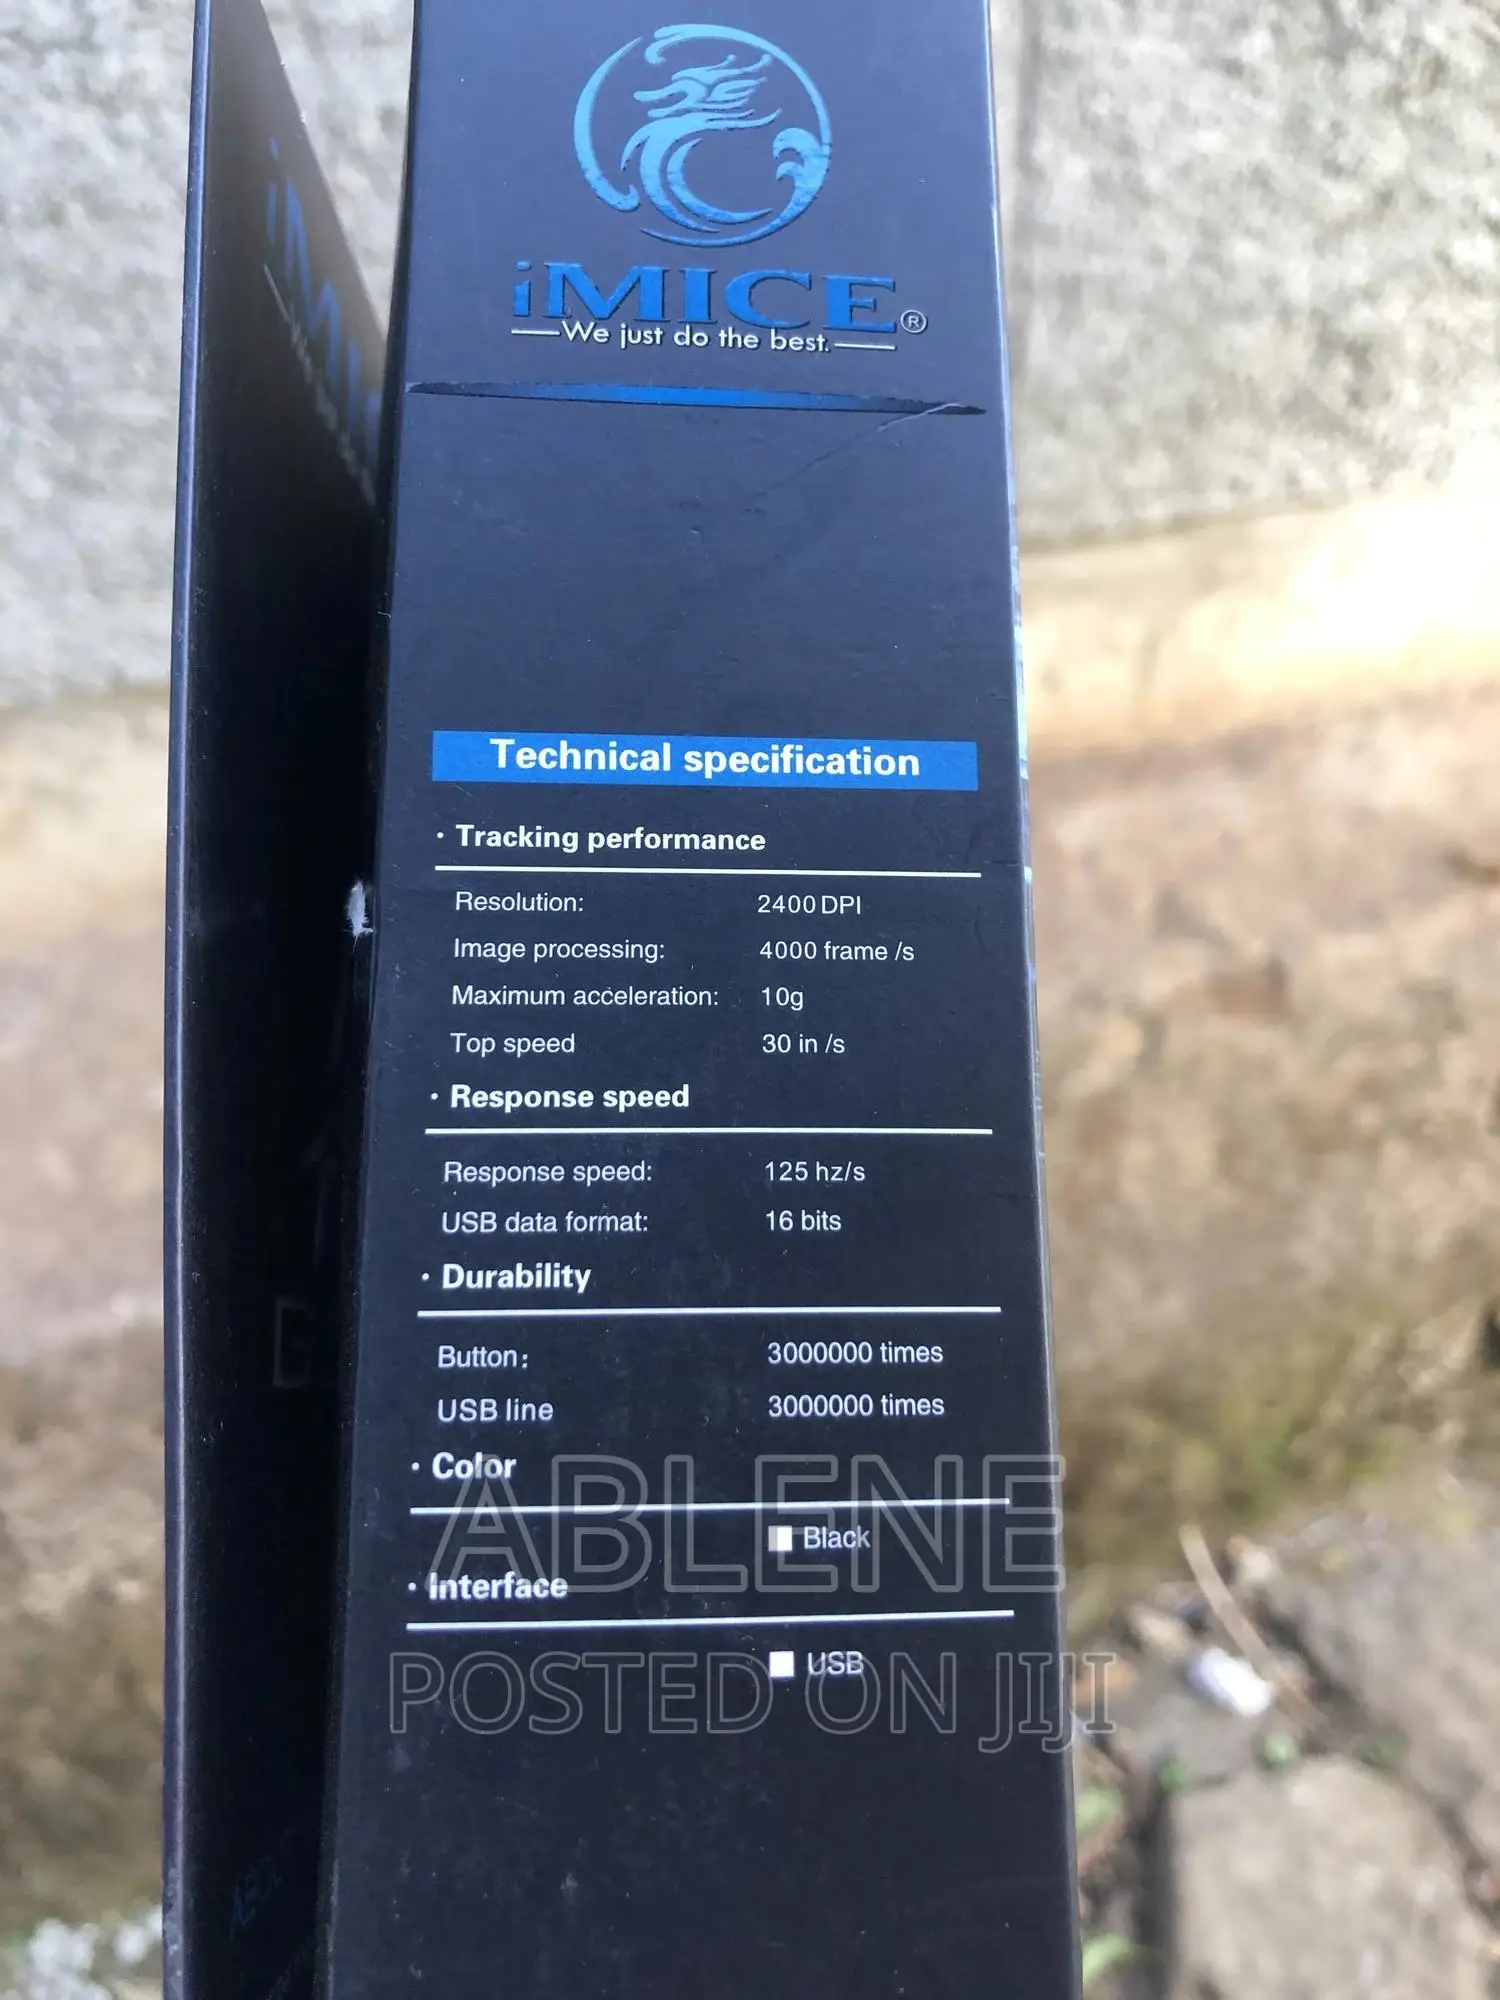 iMICE®
We just do the best.
Technical specification
· Tracking performance
Resolution: 2400 DPI
Image processing: 4000 frame /s
Maximum acceleration: 10g
Top speed 30 in /s
· Response speed
Response speed: 125 hz/s
USB data format: 16 bits
· Durability
Button: 3000000 times
USB line 3000000 times
· Color
Black
· Interface
USB
ABLENE
POSTED ON JIJI